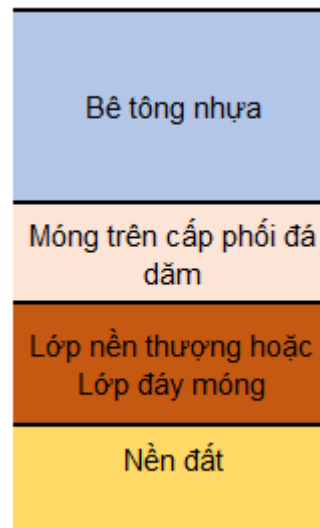 Bê tông nhựa
Móng trên cấp phối đá
dăm
Lớp nền thượng hoặc
Lớp đáy móng
Nền đất